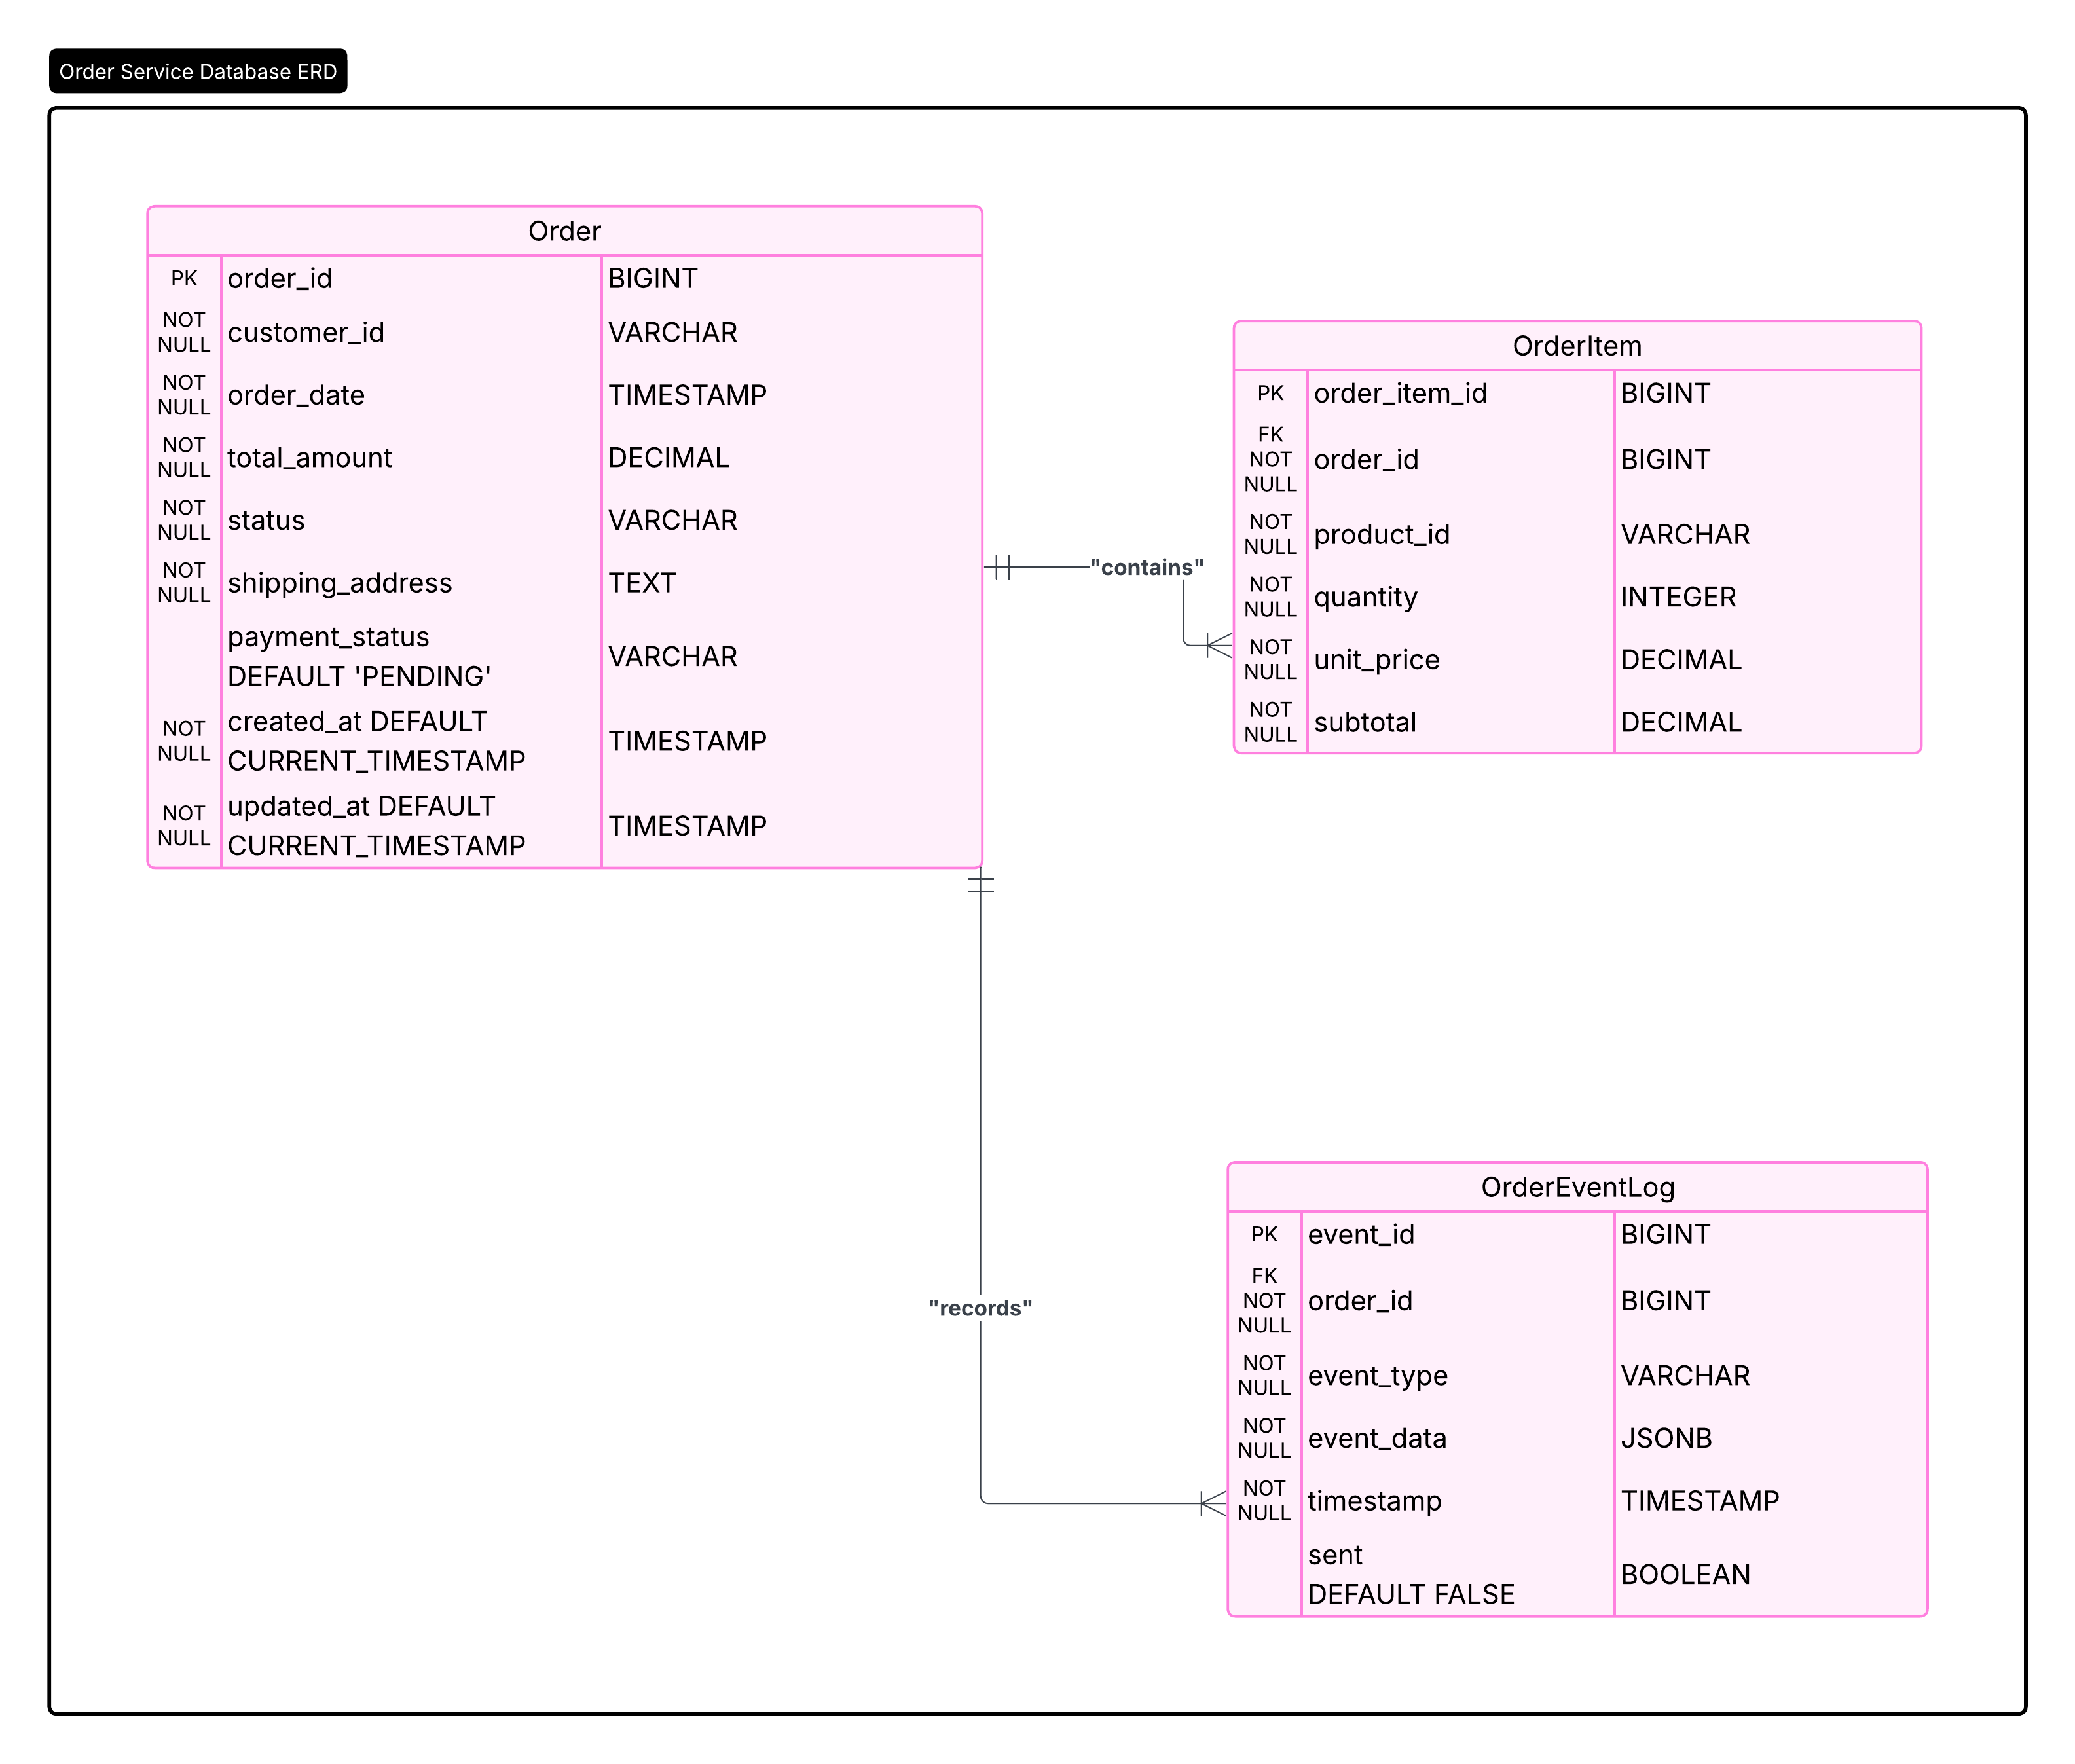 Order Service Database ERD
Order
PK order_id BIGINT
NOT NULL customer_id VARCHAR
NOT NULL order_date TIMESTAMP
NOT NULL total_amount DECIMAL
NOT NULL status VARCHAR
NOT NULL shipping_address TEXT
payment_status DEFAULT 'PENDING' VARCHAR
NOT NULL created_at DEFAULT CURRENT_TIMESTAMP TIMESTAMP
NOT NULL updated_at DEFAULT CURRENT_TIMESTAMP TIMESTAMP
"contains"
OrderItem
PK order_item_id BIGINT
FK NOT NULL order_id BIGINT
NOT NULL product_id VARCHAR
NOT NULL quantity INTEGER
NOT NULL unit_price DECIMAL
NOT NULL subtotal DECIMAL
"records"
OrderEventLog
PK event_id BIGINT
FK NOT NULL order_id BIGINT
NOT NULL event_type VARCHAR
NOT NULL event_data JSONB
NOT NULL timestamp TIMESTAMP
sent DEFAULT FALSE BOOLEAN